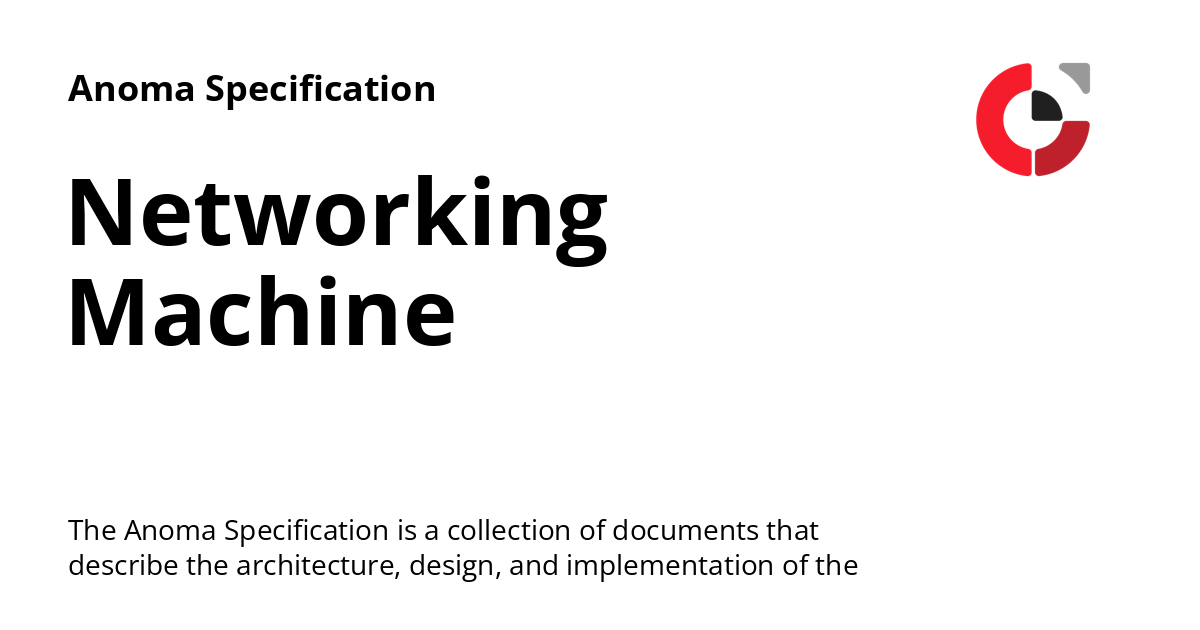 Anoma Specification
Networking
Machine
The Anoma Specification is a collection of documents that
describe the architecture, design, and implementation of the